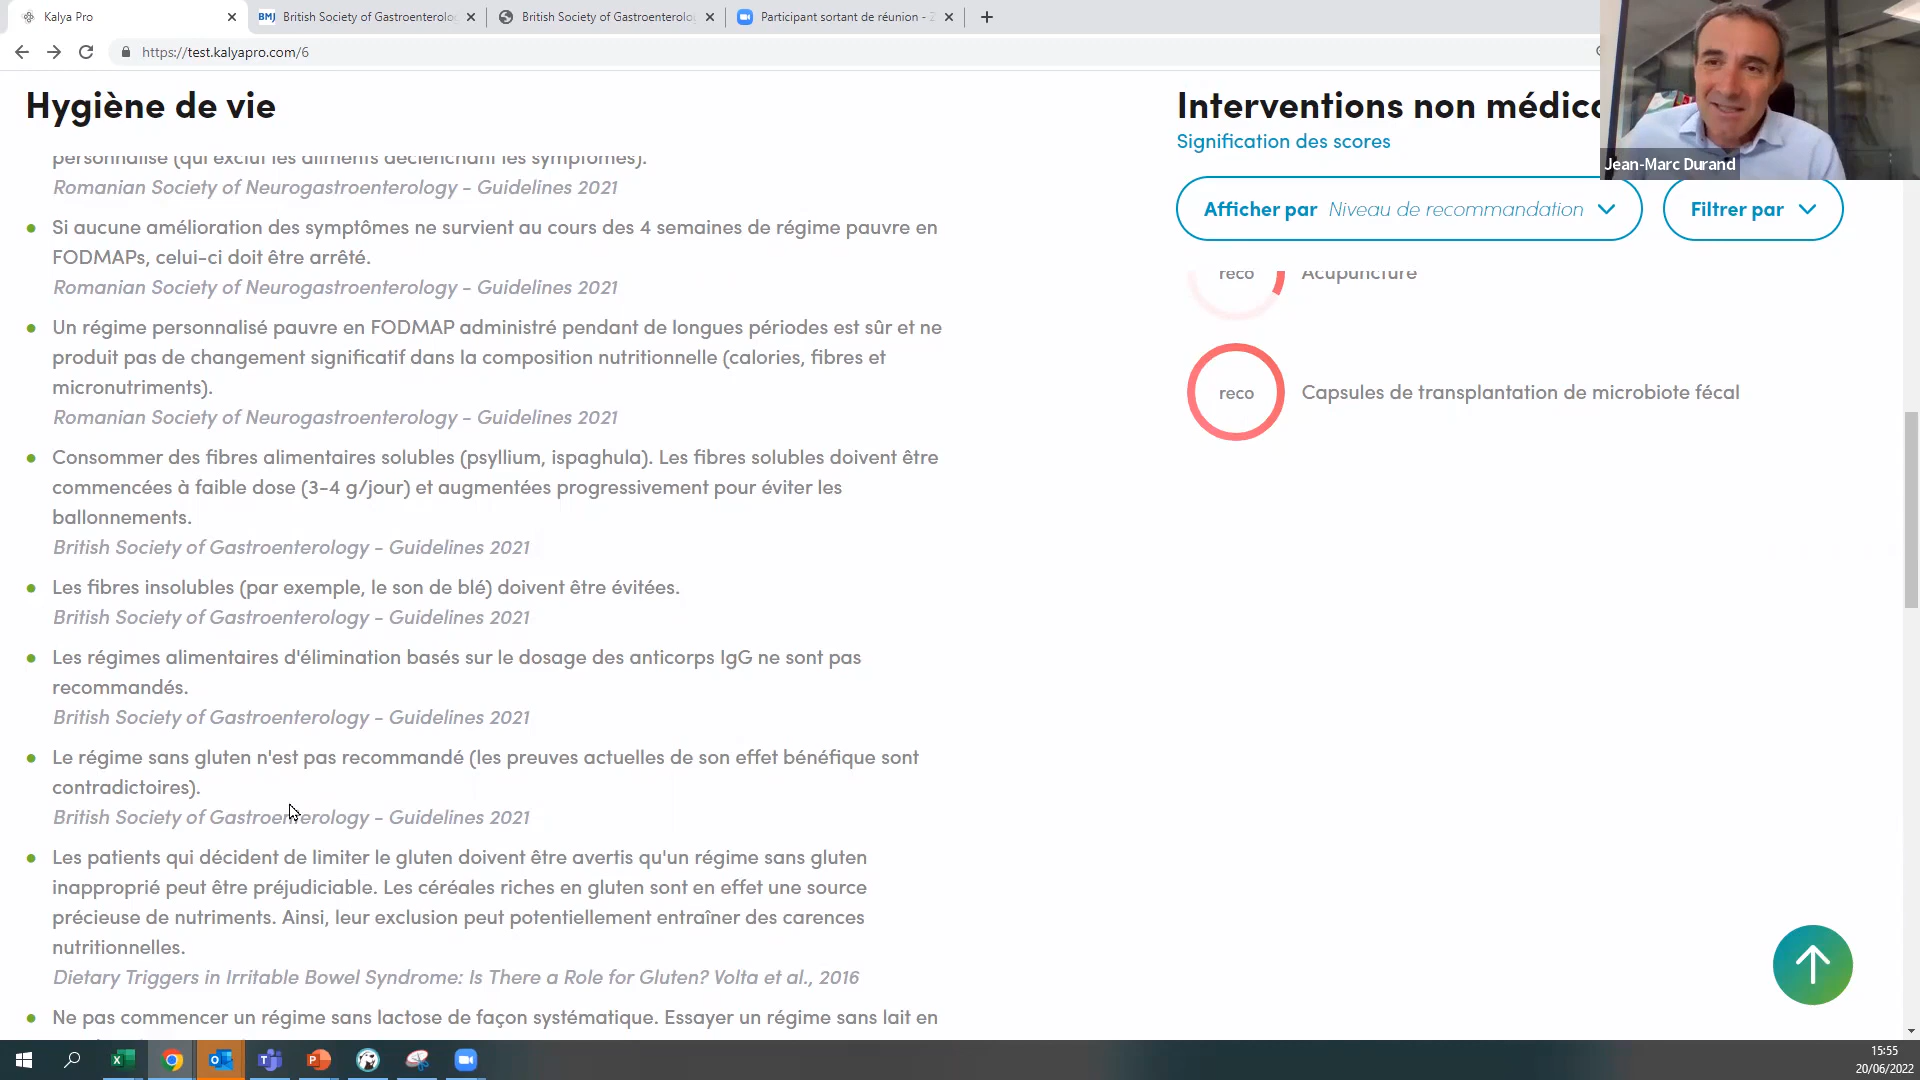 Kalya Pro
BMJ British Society of Gastroenterolo
British Society of Gastroenterolo
Participant sortant de réunion - Z
https://test.kalyapro.com/6
Hygiène de vie
personnalisé (qui exclut les aliments déclenchant les symptômes).
Romanian Society of Neurogastroenterology - Guidelines 2021
Si aucune amélioration des symptômes ne survient au cours des 4 semaines de régime pauvre en
FODMAPs, celui-ci doit être arrêté.
Romanian Society of Neurogastroenterology - Guidelines 2021
Un régime personnalisé pauvre en FODMAP administré pendant de longues périodes est sûr et ne
produit pas de changement significatif dans la composition nutritionnelle (calories, fibres et
micronutriments).
Romanian Society of Neurogastroenterology - Guidelines 2021
Consommer des fibres alimentaires solubles (psyllium, ispaghula). Les fibres solubles doivent être
commencées à faible dose (3-4 g/jour) et augmentées progressivement pour éviter les
ballonnements.
British Society of Gastroenterology - Guidelines 2021
Les fibres insolubles (par exemple, le son de blé) doivent être évitées.
British Society of Gastroenterology - Guidelines 2021
Les régimes alimentaires d'élimination basés sur le dosage des anticorps IgG ne sont pas
recommandés.
British Society of Gastroenterology - Guidelines 2021
Le régime sans gluten n'est pas recommandé (les preuves actuelles de son effet bénéfique sont
contradictoires).
British Society of Gastroenterology - Guidelines 2021
Les patients qui décident de limiter le gluten doivent être avertis qu'un régime sans gluten
inapproprié peut être préjudiciable. Les céréales riches en gluten sont en effet une source
précieuse de nutriments. Ainsi, leur exclusion peut potentiellement entraîner des carences
nutritionnelles.
Dietary Triggers in Irritable Bowel Syndrome: Is There a Role for Gluten? Volta et al., 2016
Ne pas commencer un régime sans lactose de façon systématique. Essayer un régime sans lait en
Interventions non médica
Signification des scores
Jean-Marc Durand
Afficher par Niveau de recommandation
Filtrer par
reco Acupuncture
reco Capsules de transplantation de microbiote fécal
15:55
20/06/2022